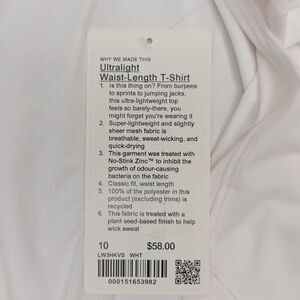 WHY WE MADE THIS
Ultralight
Waist-Length T-Shirt
1. Is this thing on? From burpees
to sprints to jumping jacks,
this ultra-lightweight top
feels so barely-there, you
might forget you're wearing it
2. Super-lightweight and slightly
sheer mesh fabric is
breathable, sweat-wicking, and
quick-drying
3. This garment was treated with
No-Stink Zinc™ to inhibit the
growth of odour-causing
bacteria on the fabric
4. Classic fit, waist length
5. 100% of the polyester in this
product (excluding trims) is
recycled
6. This fabric is treated with a
plant seed-based finish to help
wick sweat
10 $58.00
LW3HKVS WHT
000151653982